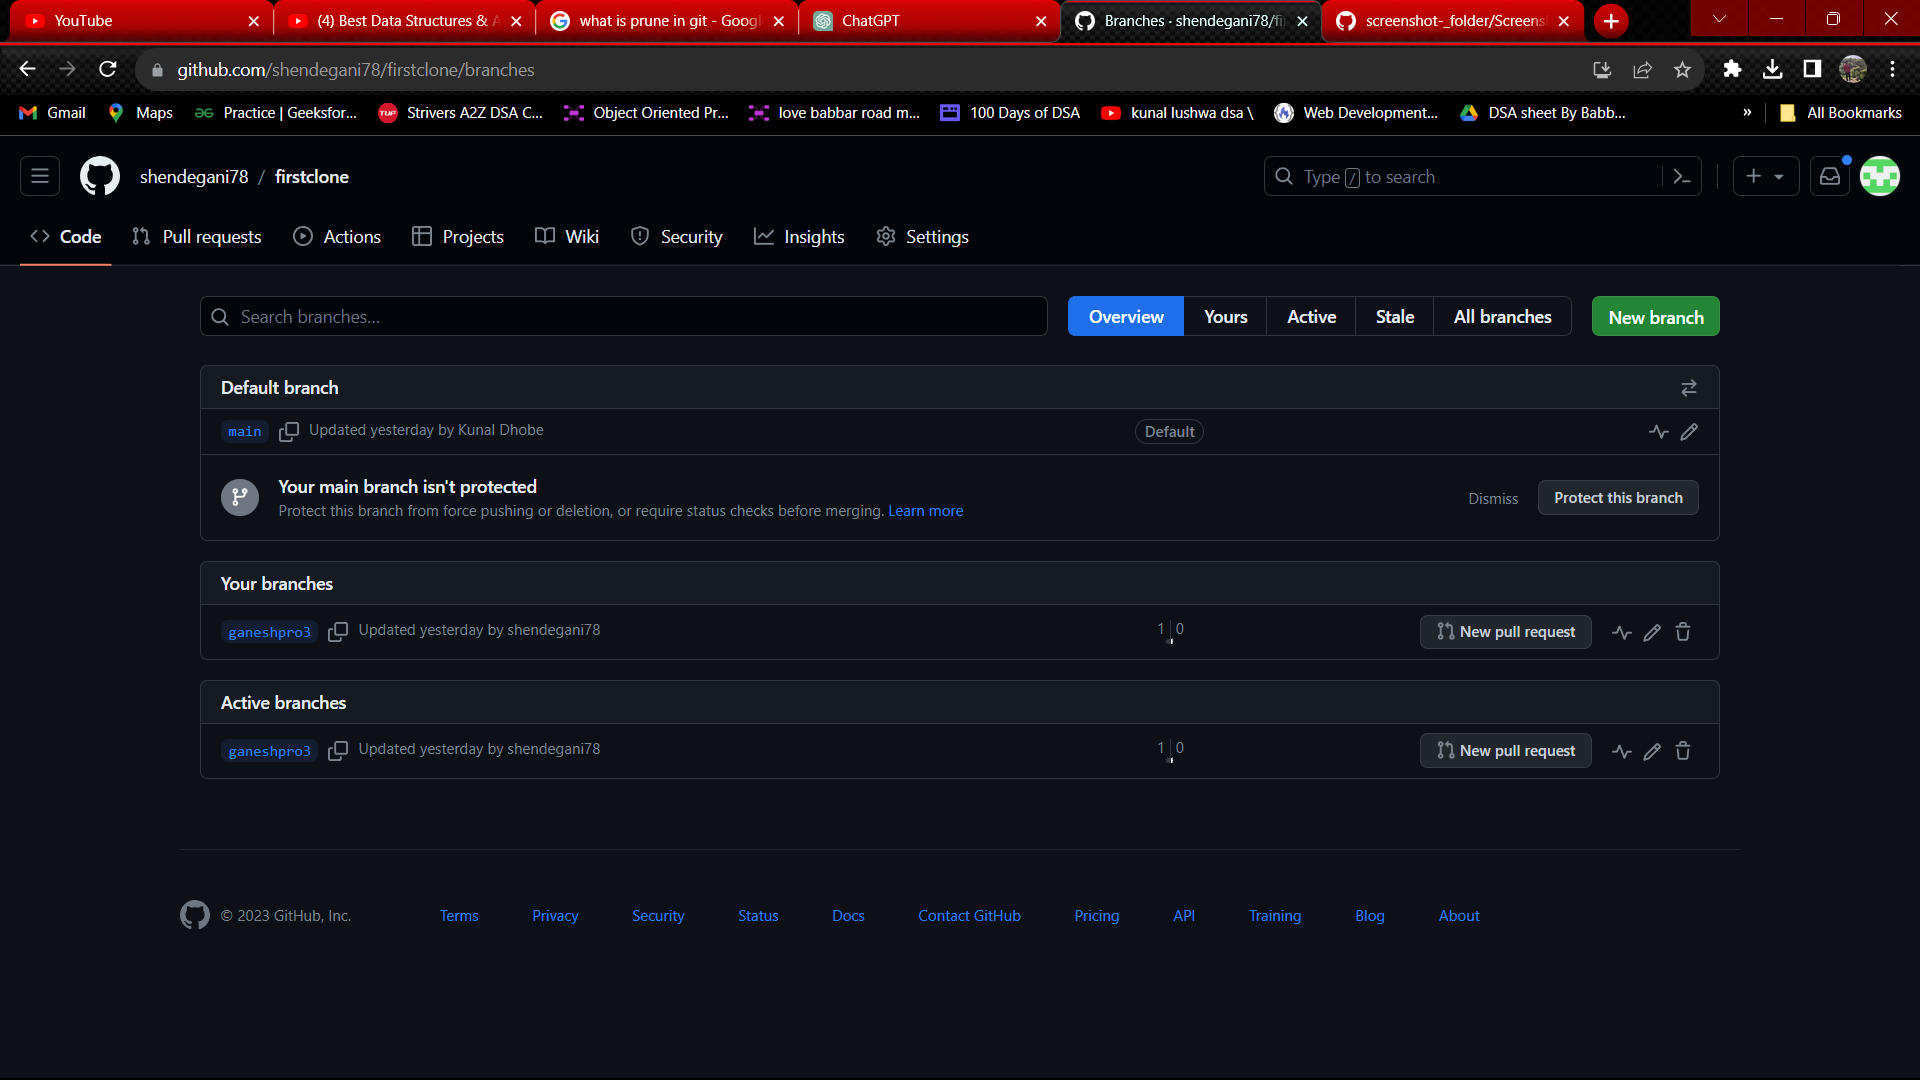 YouTube
(4) Best Data Structures &
what is prune in git - Goog
ChatGPT
Branches · shendegani78/fi
screenshot-_folder/Screens
github.com/shendegani78/firstclone/branches
Gmail
Maps
Practice | Geeksfor...
Strivers A2Z DSA C...
Object Oriented Pr...
love babbar road m...
100 Days of DSA
kunal lushwa dsa \
Web Development...
DSA sheet By Babb...
»
All Bookmarks
shendegani78 / firstclone
Type / to search
Code
Pull requests
Actions
Projects
Wiki
Security
Insights
Settings
Search branches...
Overview
Yours
Active
Stale
All branches
New branch
Default branch
main Updated yesterday by Kunal Dhobe
Default
Your main branch isn't protected
Protect this branch from force pushing or deletion, or require status checks before merging. Learn more
Dismiss
Protect this branch
Your branches
ganeshpro3 Updated yesterday by shendegani78
1 | 0
New pull request
Active branches
ganeshpro3 Updated yesterday by shendegani78
1 | 0
New pull request
© 2023 GitHub, Inc.
Terms
Privacy
Security
Status
Docs
Contact GitHub
Pricing
API
Training
Blog
About